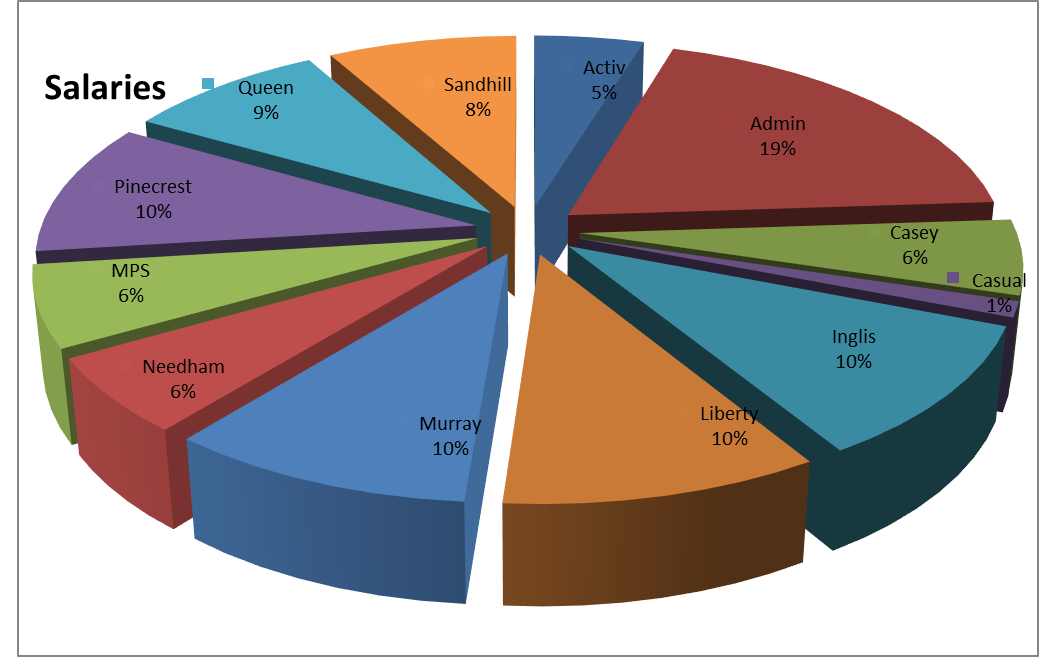 Salaries
Activ
5%
Admin
19%
Casey
6%
Casual
1%
Inglis
10%
Liberty
10%
Murray
10%
Needham
6%
MPS
6%
Pinecrest
10%
Queen
9%
Sandhill
8%